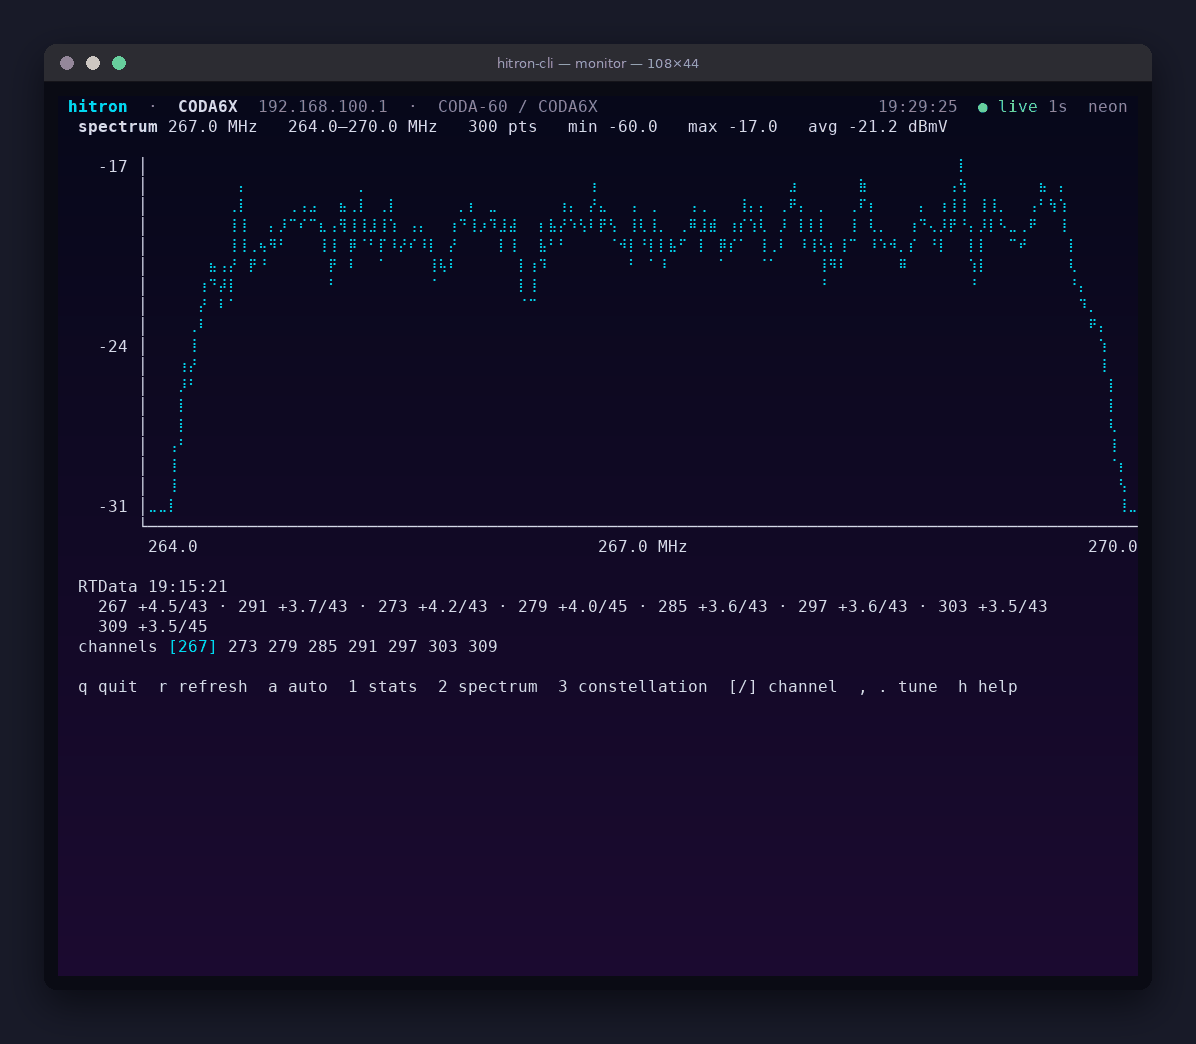 hitron-cli — monitor — 108×44
hitron · CODA6X 192.168.100.1 · CODA-60 / CODA6X 19:29:25 ● live 1s neon
spectrum 267.0 MHz 264.0—270.0 MHz 300 pts min -60.0 max -17.0 avg -21.2 dBmV
-17
-24
-31
264.0 267.0 MHz 270.0
RTData 19:15:21
267 +4.5/43 · 291 +3.7/43 · 273 +4.2/43 · 279 +4.0/45 · 285 +3.6/43 · 297 +3.6/43 · 303 +3.5/43
309 +3.5/45
channels [267] 273 279 285 291 297 303 309
q quit r refresh a auto 1 stats 2 spectrum 3 constellation [/] channel , . tune h help